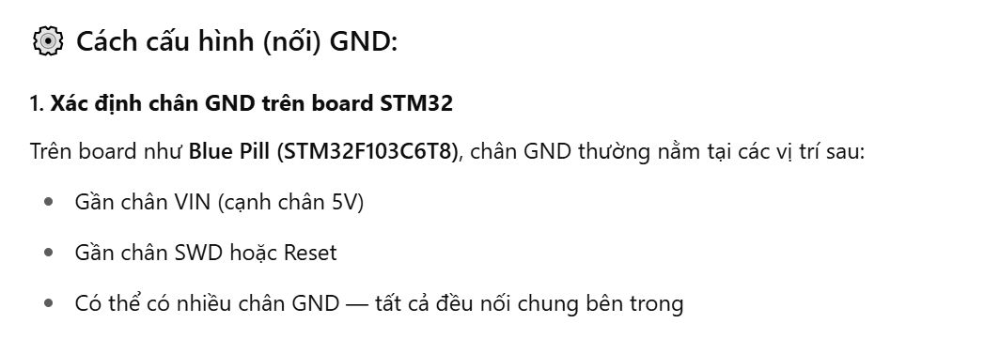 Cách cấu hình (nối) GND:
1. Xác định chân GND trên board STM32
Trên board như Blue Pill (STM32F103C6T8), chân GND thường nằm tại các vị trí sau:
• Gần chân VIN (cạnh chân 5V)
• Gần chân SWD hoặc Reset
• Có thể có nhiều chân GND — tất cả đều nối chung bên trong